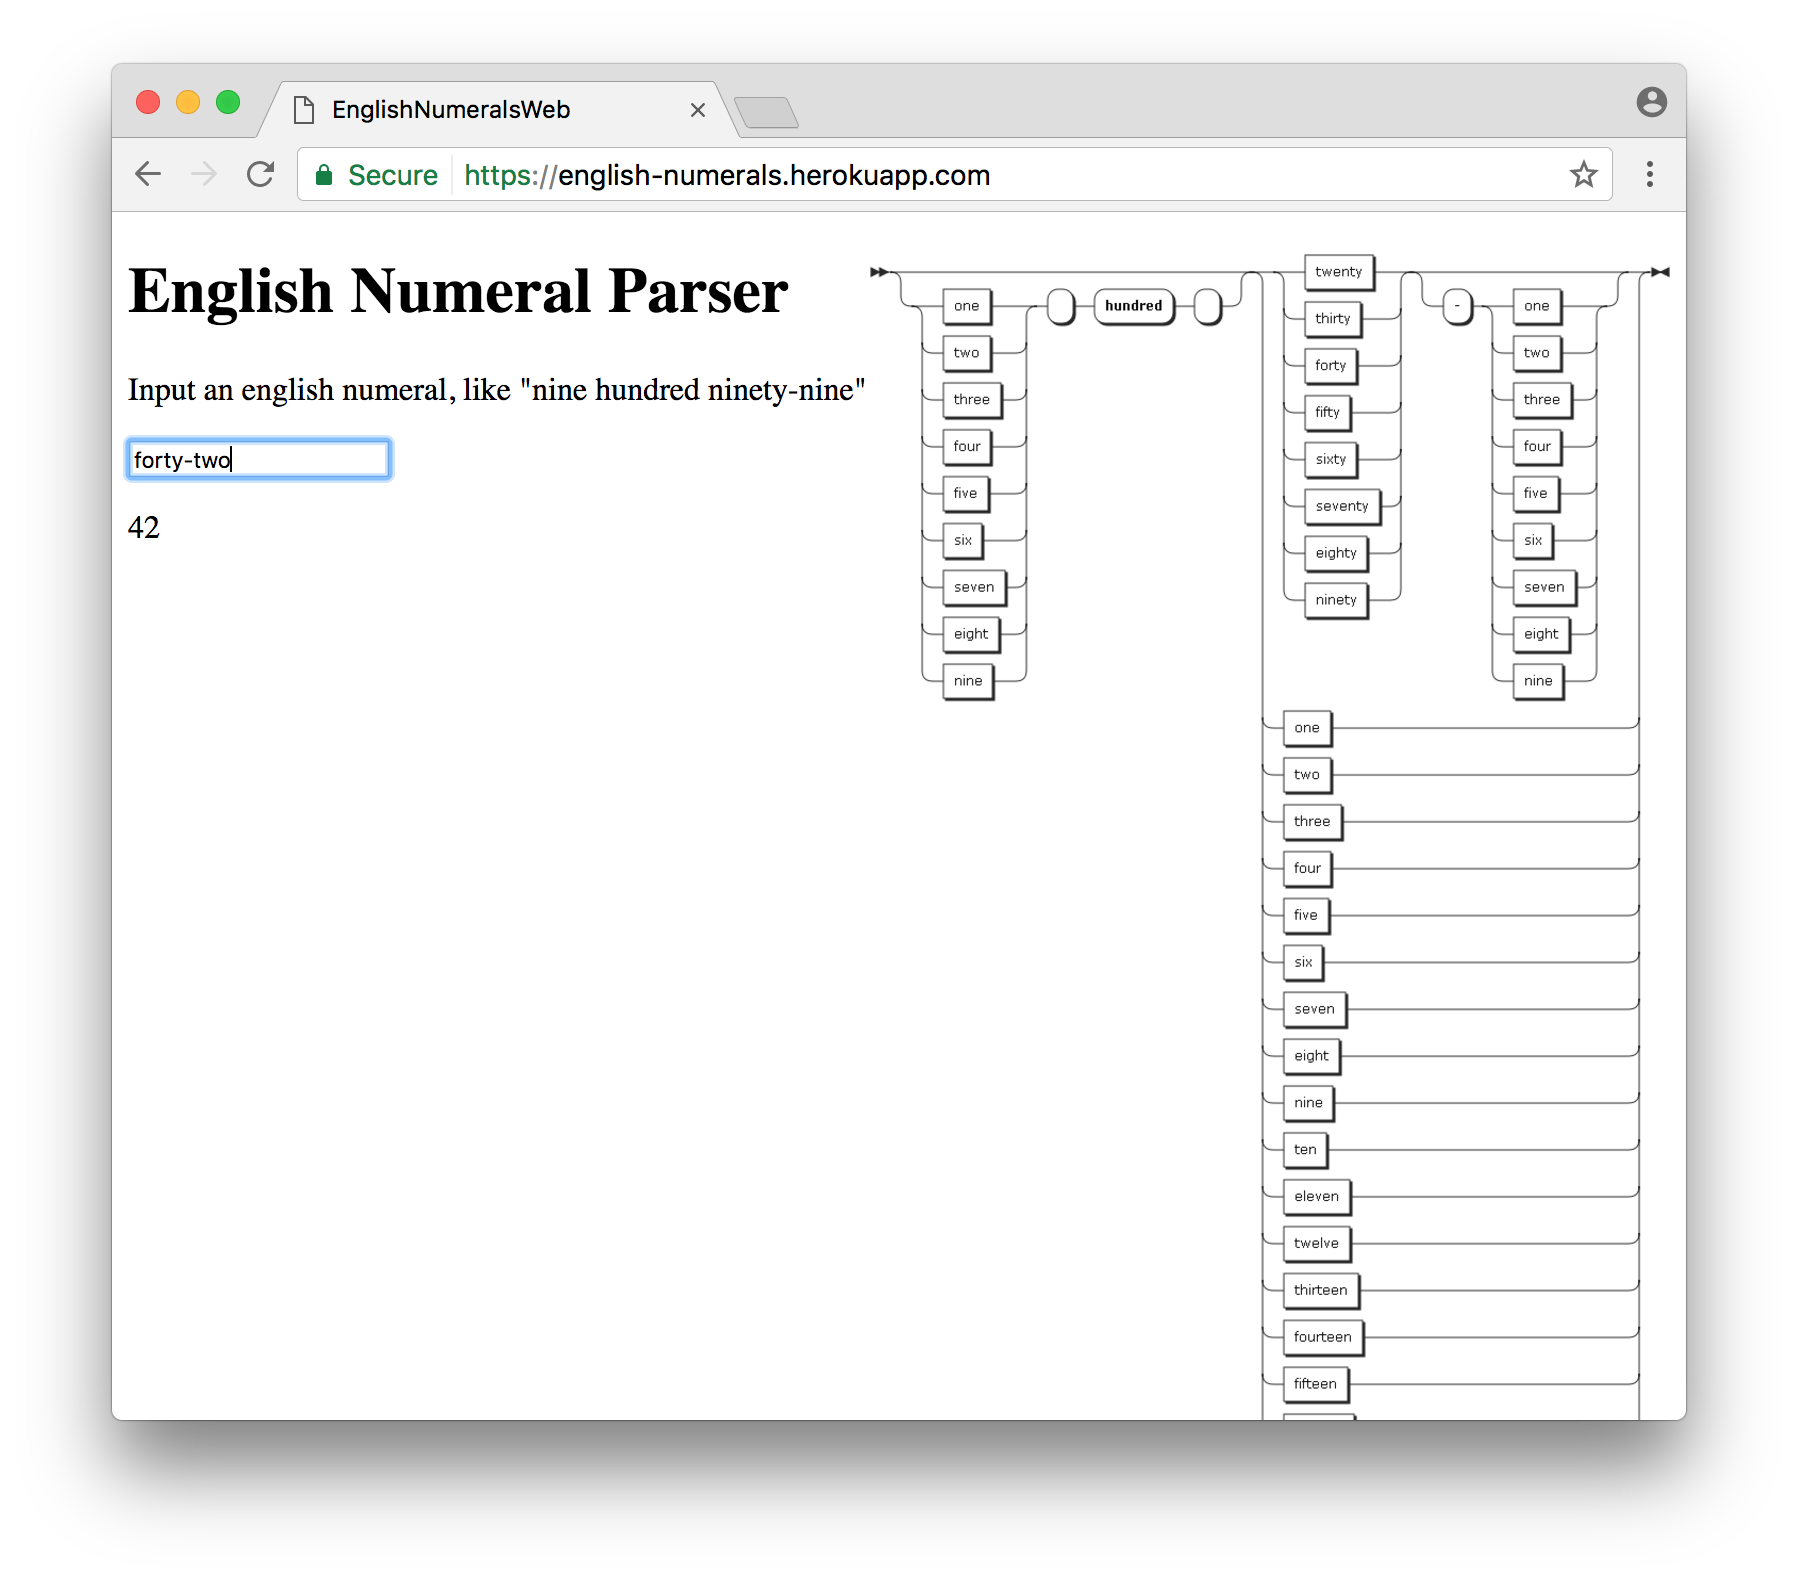 EnglishNumeralsWeb
Secure https://english-numerals.herokuapp.com
English Numeral Parser
Input an english numeral, like "nine hundred ninety-nine"
forty-two
42
one
two
three
four
five
six
seven
eight
nine
hundred
twenty
thirty
forty
fifty
sixty
seventy
eighty
ninety
-
one
two
three
four
five
six
seven
eight
nine
one
two
three
four
five
six
seven
eight
nine
ten
eleven
twelve
thirteen
fourteen
fifteen